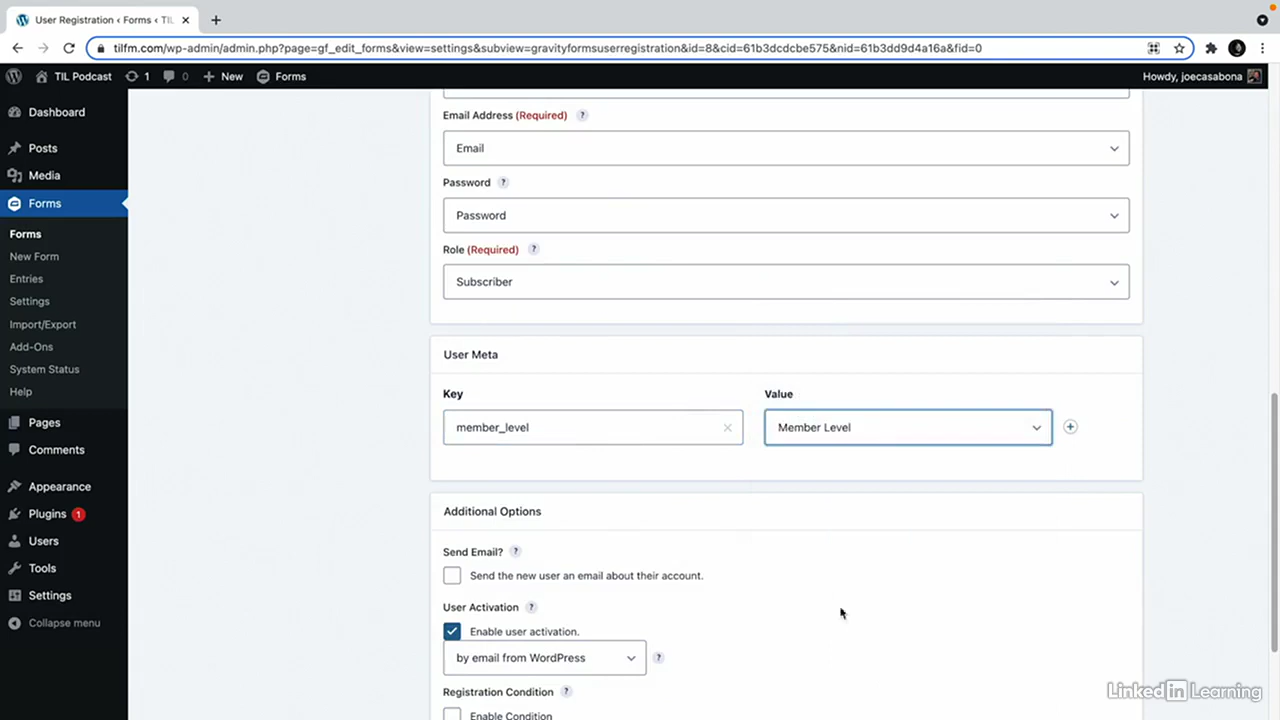 User Registration ‹ Forms ‹ TIL
tilfm.com/wp-admin/admin.php?page=gf_edit_forms&view=settings&subview=gravityformsuserregistration&id=8&cid=61b3dcdcbe575&nid=61b3dd9d4a16a&fid=0
TIL Podcast 1 0 New Forms Howdy, joecasabona
Dashboard
Posts
Media
Forms
Forms
New Form
Entries
Settings
Import/Export
Add-Ons
System Status
Help
Pages
Comments
Appearance
Plugins 1
Users
Tools
Settings
Collapse menu
Email Address (Required) ?
Email
Password ?
Password
Role (Required) ?
Subscriber
User Meta
Key Value
member_level Member Level
Additional Options
Send Email? ?
Send the new user an email about their account.
User Activation ?
Enable user activation.
by email from WordPress ?
Registration Condition ?
Enable Condition
Linked in Learning